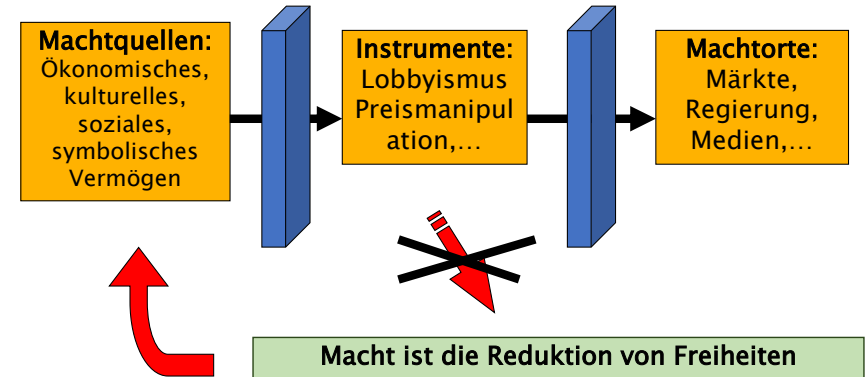 Machtquellen:
Ökonomisches,
kulturelles,
soziales,
symbolisches
Vermögen
Instrumente:
Lobbyismus
Preismanipul
ation,…
Machtorte:
Märkte,
Regierung,
Medien,…
Macht ist die Reduktion von Freiheiten